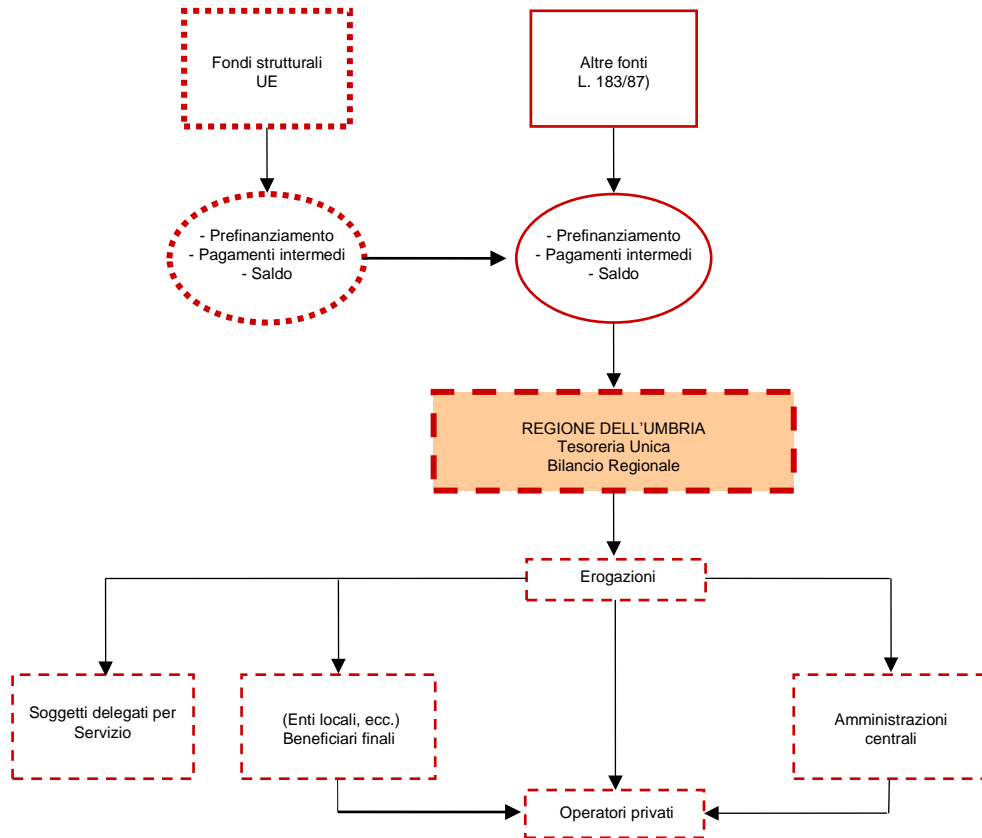 Fondi strutturali
UE
Altre fonti
L. 183/87)
- Prefinanziamento
- Pagamenti intermedi
- Saldo
- Prefinanziamento
- Pagamenti intermedi
- Saldo
REGIONE DELL’UMBRIA
Tesoreria Unica
Bilancio Regionale
Erogazioni
Soggetti delegati per
Servizio
(Enti locali, ecc.)
Beneficiari finali
Amministrazioni
centrali
Operatori privati